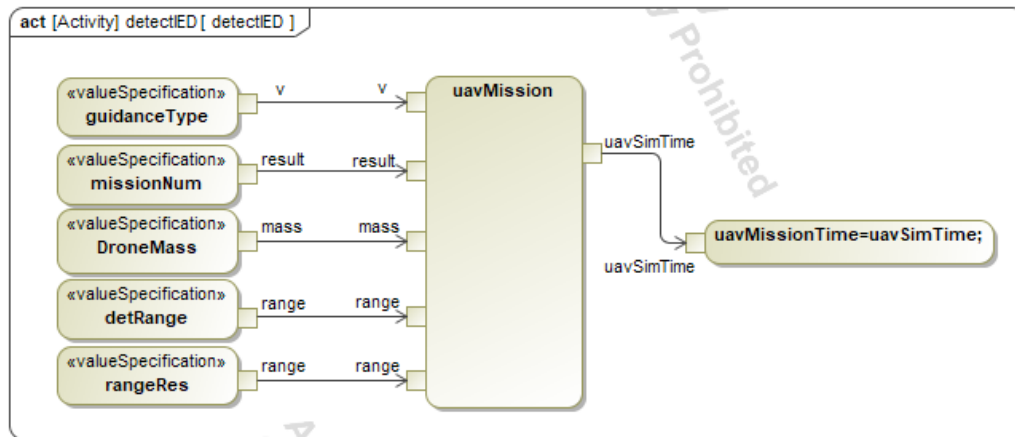 act [Activity] detectIED[ detectIED ]
«valueSpecification»
guidanceType
v
v
uavMission
«valueSpecification»
missionNum
result
result
«valueSpecification»
DroneMass
mass
mass
«valueSpecification»
detRange
range
range
«valueSpecification»
rangeRes
range
range
uavSimTime
uavSimTime
uavMissionTime=uavSimTime;
Prohibited